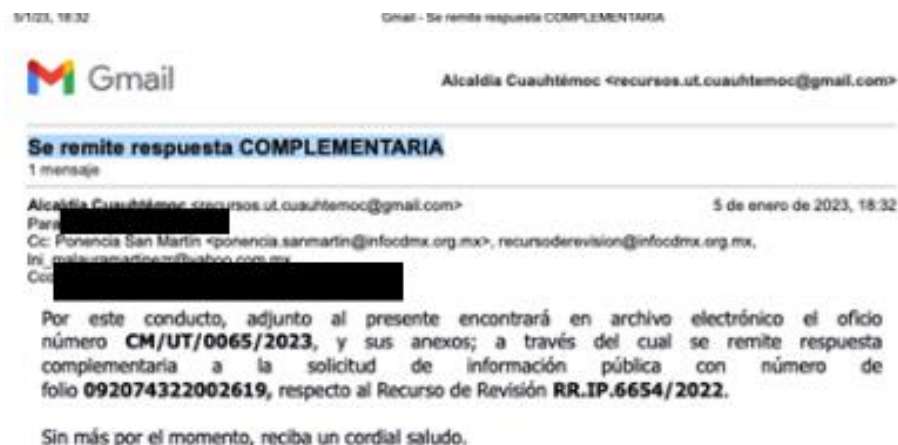 5/1/23, 18:32 Gmail - Se remite respuesta COMPLEMENTARIA
Gmail Alcaldía Cuauhtémoc <recursos.ut.cuauhtemoc@gmail.com>
Se remite respuesta COMPLEMENTARIA
1 mensaje
Alcaldía Cuauhtémoc <recursos.ut.cuauhtemoc@gmail.com> 5 de enero de 2023, 18:32
Para
Cc: Ponencia San Martin <ponencia.sanmartin@infocdmx.org.mx>, recursoderevision@infocdmx.org.mx,
Cco
Por este conducto, adjunto al presente encontrará en archivo electrónico el oficio
número CM/UT/0065/2023, y sus anexos; a través del cual se remite respuesta
complementaria a la solicitud de información pública con número de
folio 092074322002619, respecto al Recurso de Revisión RR.IP.6654/2022.
Sin más por el momento, reciba un cordial saludo.